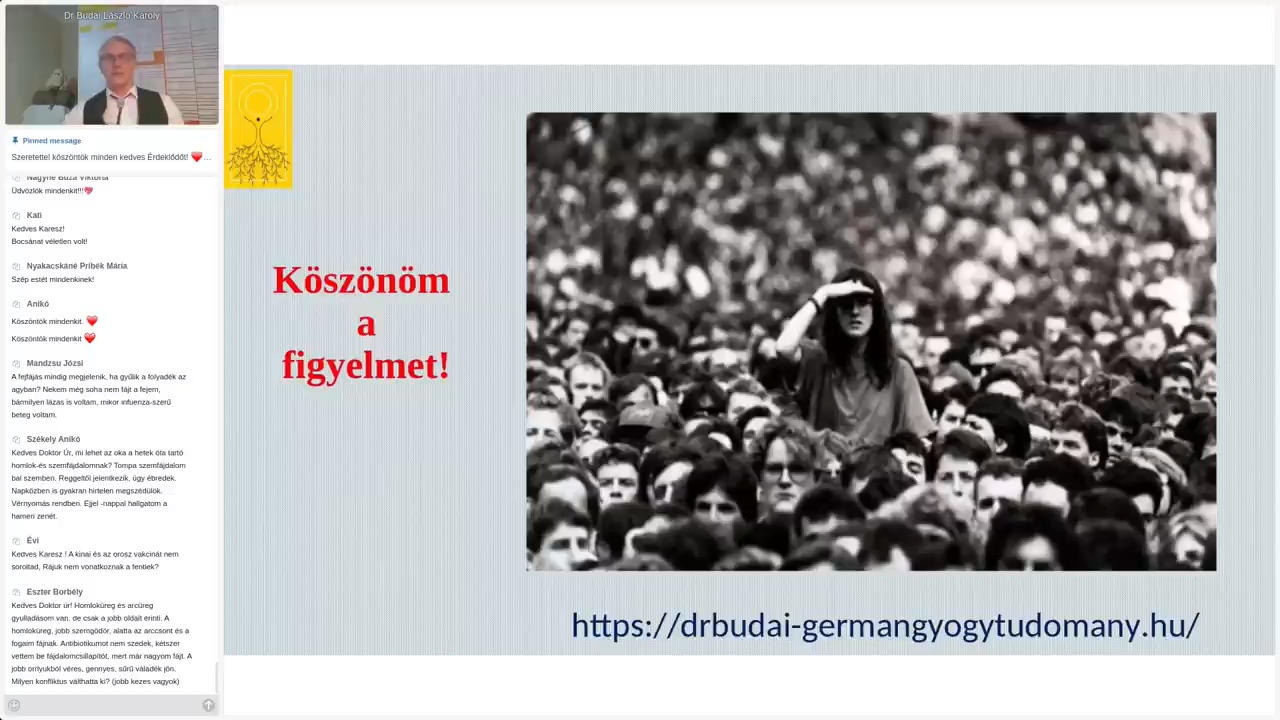 Dr Budai László Károly
Pinned message
Szeretettel köszöntök minden kedves Érdeklődőt! ❤️...
Nagyné Buza Viktória
Üdvözlök mindenkit!!!💖
Kati
Kedves Karesz!
Bocsánat véletlen volt!
Nyakacskáné Pribék Mária
Szép estét mindenkinek!
Anikó
Köszöntök mindenkit. ❤️
Köszöntök mindenkit ❤️
Mandzsu Józsi
A fejfájás mindig megjelenik, ha gyűlik a folyadék az
agyban? Nekem még soha nem fájt a fejem,
bármilyen lázas is voltam, mikor infuenza-szerű
beteg voltam.
Székely Anikó
Kedves Doktor Úr, mi lehet az oka a hetek óta tartó
homlok-és szemfájdalomnak? Tompa szemfájdalom
bal szemben. Reggeltől jelentkezik, úgy ébredek.
Napközben is gyakran hirtelen megszédülök.
Vérnyomás rendben. Éjjel -nappal hallgatom a
hameri zenét.
Évi
Kedves Karesz ! A kinai és az orosz vakcinát nem
soroltad, Rájuk nem vonatkoznak a fentiek?
Eszter Borbély
Kedves Doktor úr! Homloküreg és arcüreg
gyulladásom van, de csak a jobb oldalt érinti. A
homloküreg, jobb szemgödör, alatta az arccsont és a
fogaim fájnak. Antibiotikumot nem szedek, kétszer
vettem be fájdalomcsillapítót, mert már nagyom fájt. A
jobb orrlyukból véres, gennyes, sűrű váladék jön.
Milyen konfliktus válthatta ki? (jobb kezes vagyok)
Köszönöm
a
figyelmet!
https://drbudai-germangyogytudomany.hu/